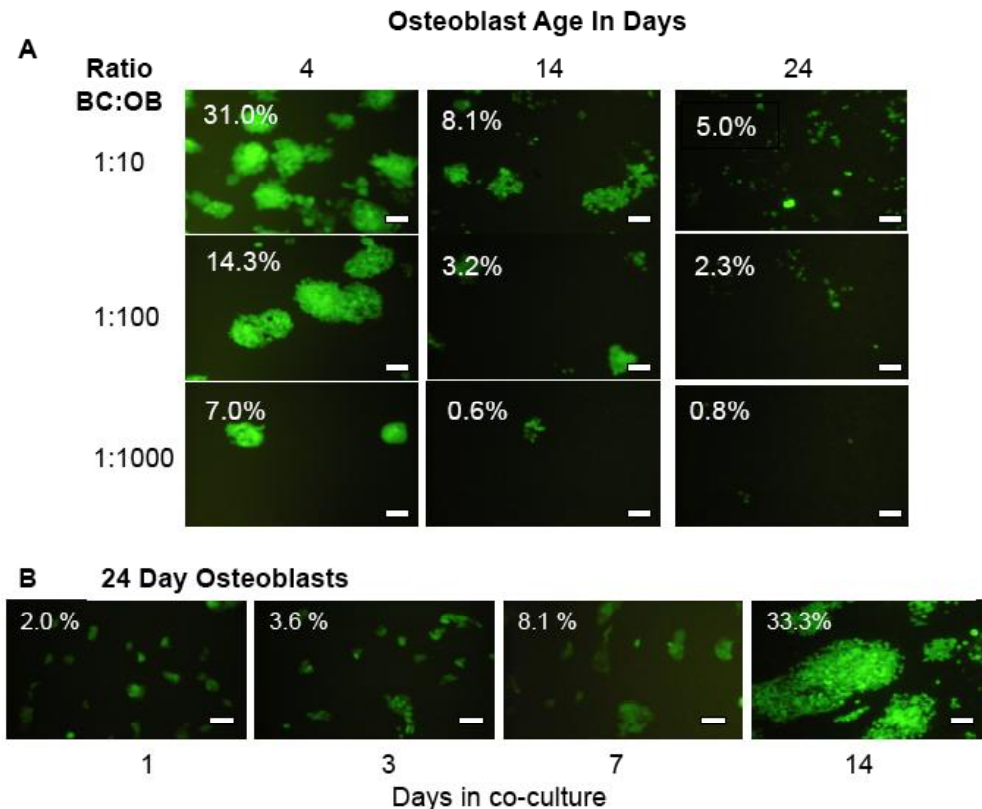 Osteoblast Age In Days
A
Ratio BC:OB
4 14 24
1:10
31.0% 8.1% 5.0%
1:100
14.3% 3.2% 2.3%
1:1000
7.0% 0.6% 0.8%
B 24 Day Osteoblasts
2.0 % 3.6 % 8.1 % 33.3%
1 3 7 14
Days in co-culture